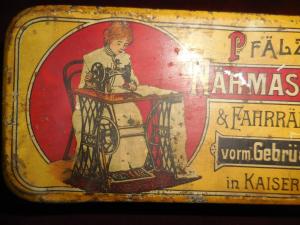 PFÄLZ
NÄHMAS
& FAHRRÄ
vorm. Gebrü
in KAISER